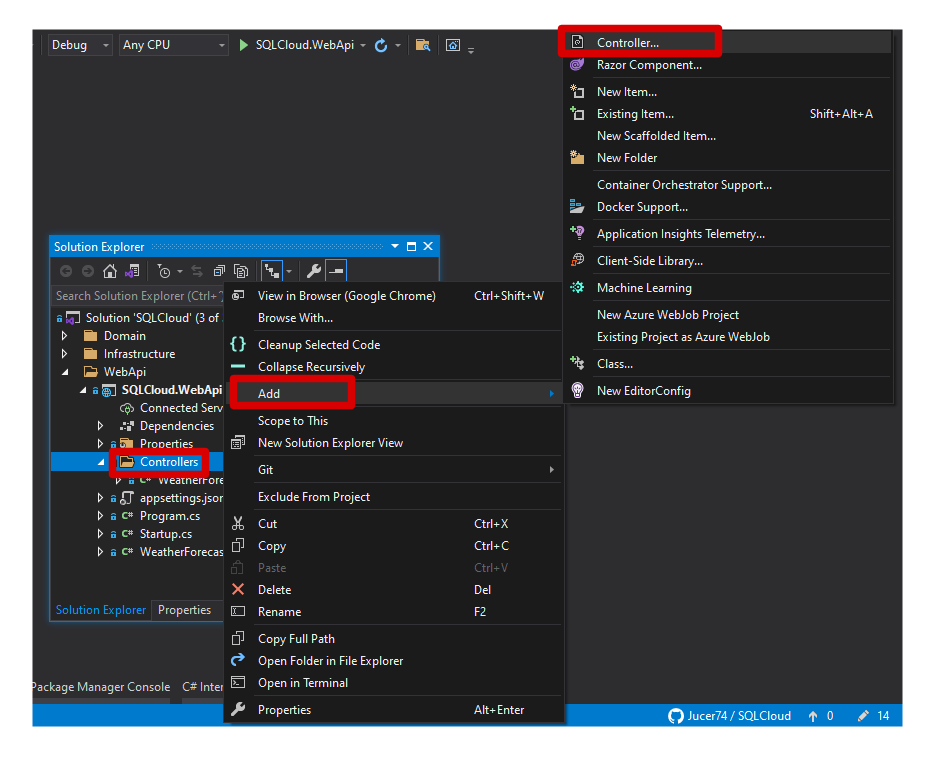 Debug Any CPU SQLCloud.WebApi
Controller...
Razor Component...
New Item...
Existing Item... Shift+Alt+A
New Scaffolded Item...
New Folder
Container Orchestrator Support...
Docker Support...
Application Insights Telemetry...
Client-Side Library...
Machine Learning
New Azure WebJob Project
Existing Project as Azure WebJob
Class...
New EditorConfig
Solution Explorer
Search Solution Explorer (Ctrl+
Solution 'SQLCloud' (3 of
Domain
Infrastructure
WebApi
SQLCloud.WebApi
Connected Serv
Dependencies
Properties
Controllers
C# WeatherFore
appsettings.json
C# Program.cs
C# Startup.cs
C# WeatherForecas
Solution Explorer Properties
View in Browser (Google Chrome) Ctrl+Shift+W
Browse With...
Cleanup Selected Code
Collapse Recursively
Add
Scope to This
New Solution Explorer View
Git
Exclude From Project
Cut Ctrl+X
Copy Ctrl+C
Paste Ctrl+V
Delete Del
Rename F2
Copy Full Path
Open Folder in File Explorer
Open in Terminal
Properties Alt+Enter
Package Manager Console C# Inter
Jucer74 / SQLCloud 0 14